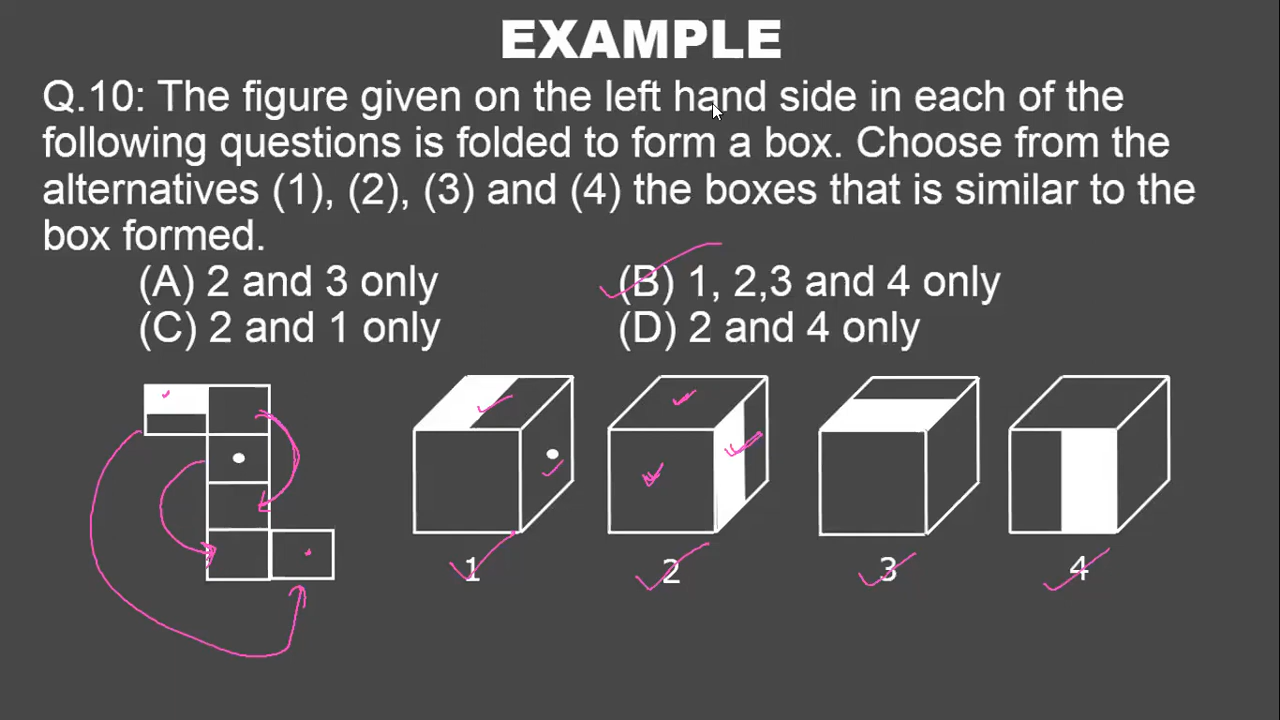 EXAMPLE
Q.10: The figure given on the left hand side in each of the
following questions is folded to form a box. Choose from the
alternatives (1), (2), (3) and (4) the boxes that is similar to the
box formed.
(A) 2 and 3 only (B) 1, 2,3 and 4 only
(C) 2 and 1 only (D) 2 and 4 only
1 2 3 4